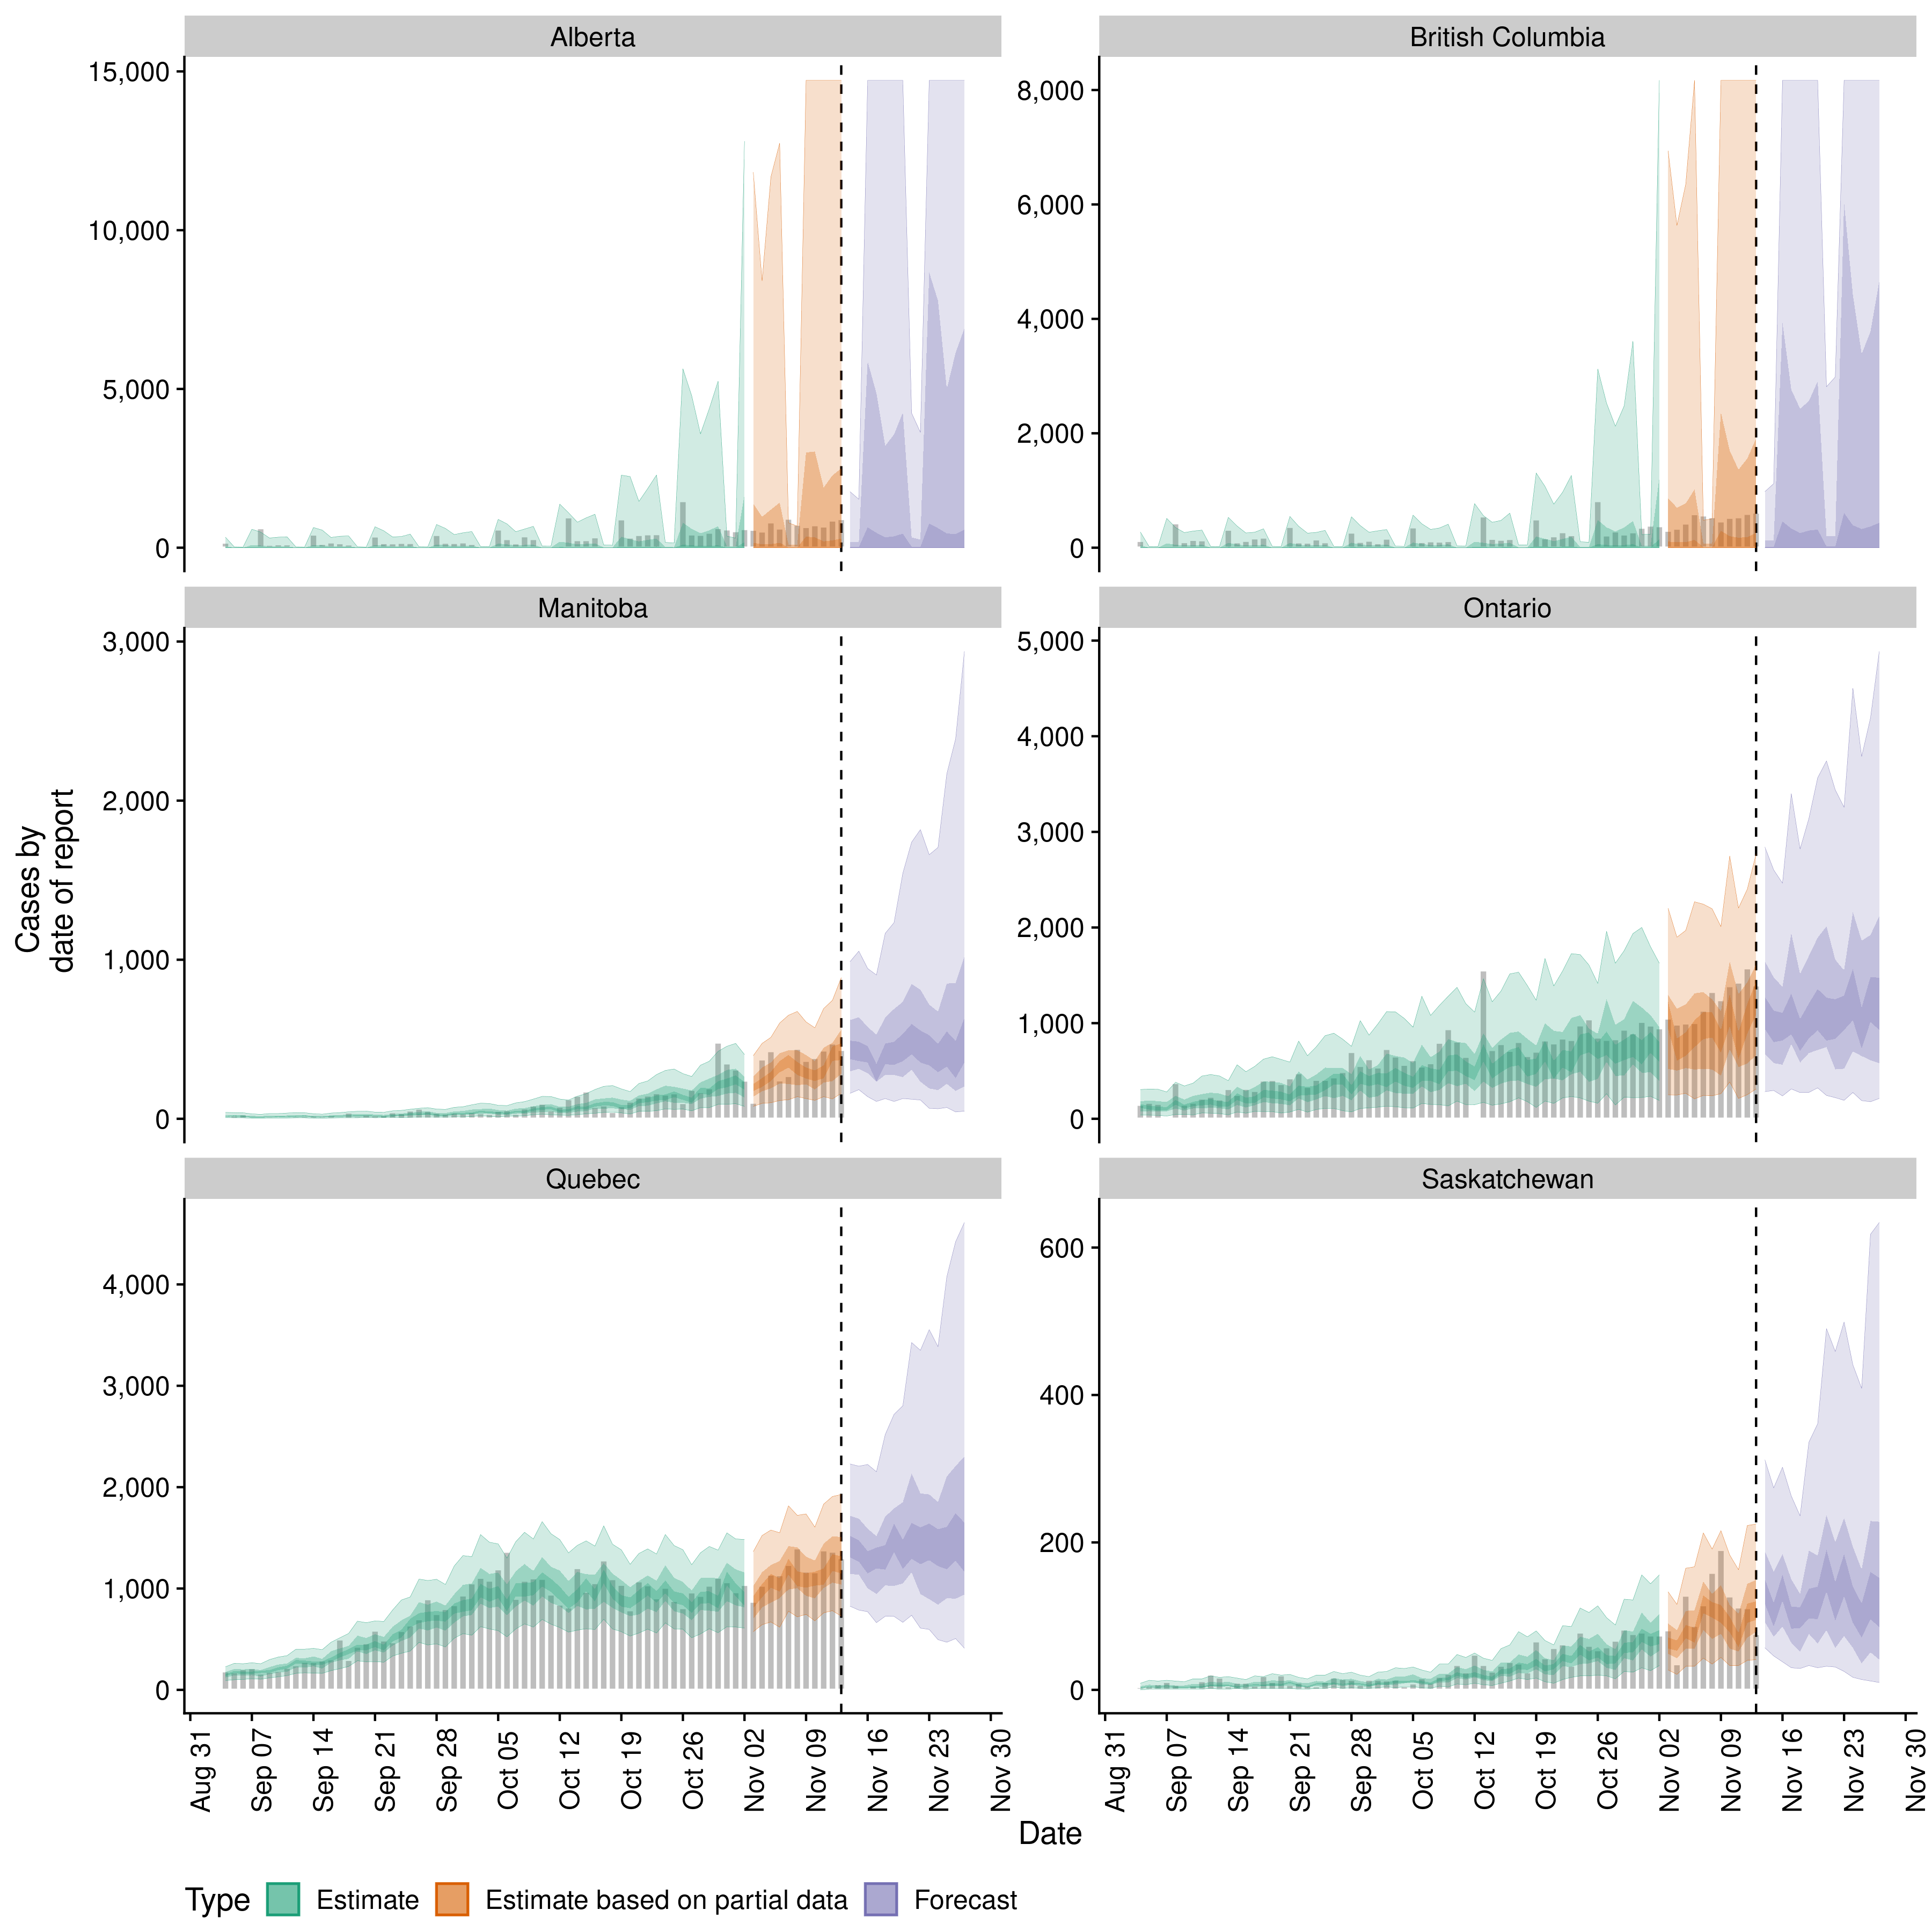 Alberta
British Columbia
15,000
10,000
5,000
0
8,000
6,000
4,000
2,000
0
Manitoba
Ontario
3,000
2,000
1,000
0
5,000
4,000
3,000
2,000
1,000
0
Cases by
date of report
Quebec
Saskatchewan
4,000
3,000
2,000
1,000
0
600
400
200
0
Aug 31
Sep 07
Sep 14
Sep 21
Sep 28
Oct 05
Oct 12
Oct 19
Oct 26
Nov 02
Nov 09
Nov 16
Nov 23
Nov 30
Aug 31
Sep 07
Sep 14
Sep 21
Sep 28
Oct 05
Oct 12
Oct 19
Oct 26
Nov 02
Nov 09
Nov 16
Nov 23
Nov 30
Date
Type Estimate Estimate based on partial data Forecast